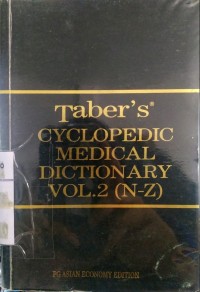 Taber's®
CYCLOPEDIC
MEDICAL
DICTIONARY
VOL.2 (N-Z)
PG ASIAN ECONOMY EDITION